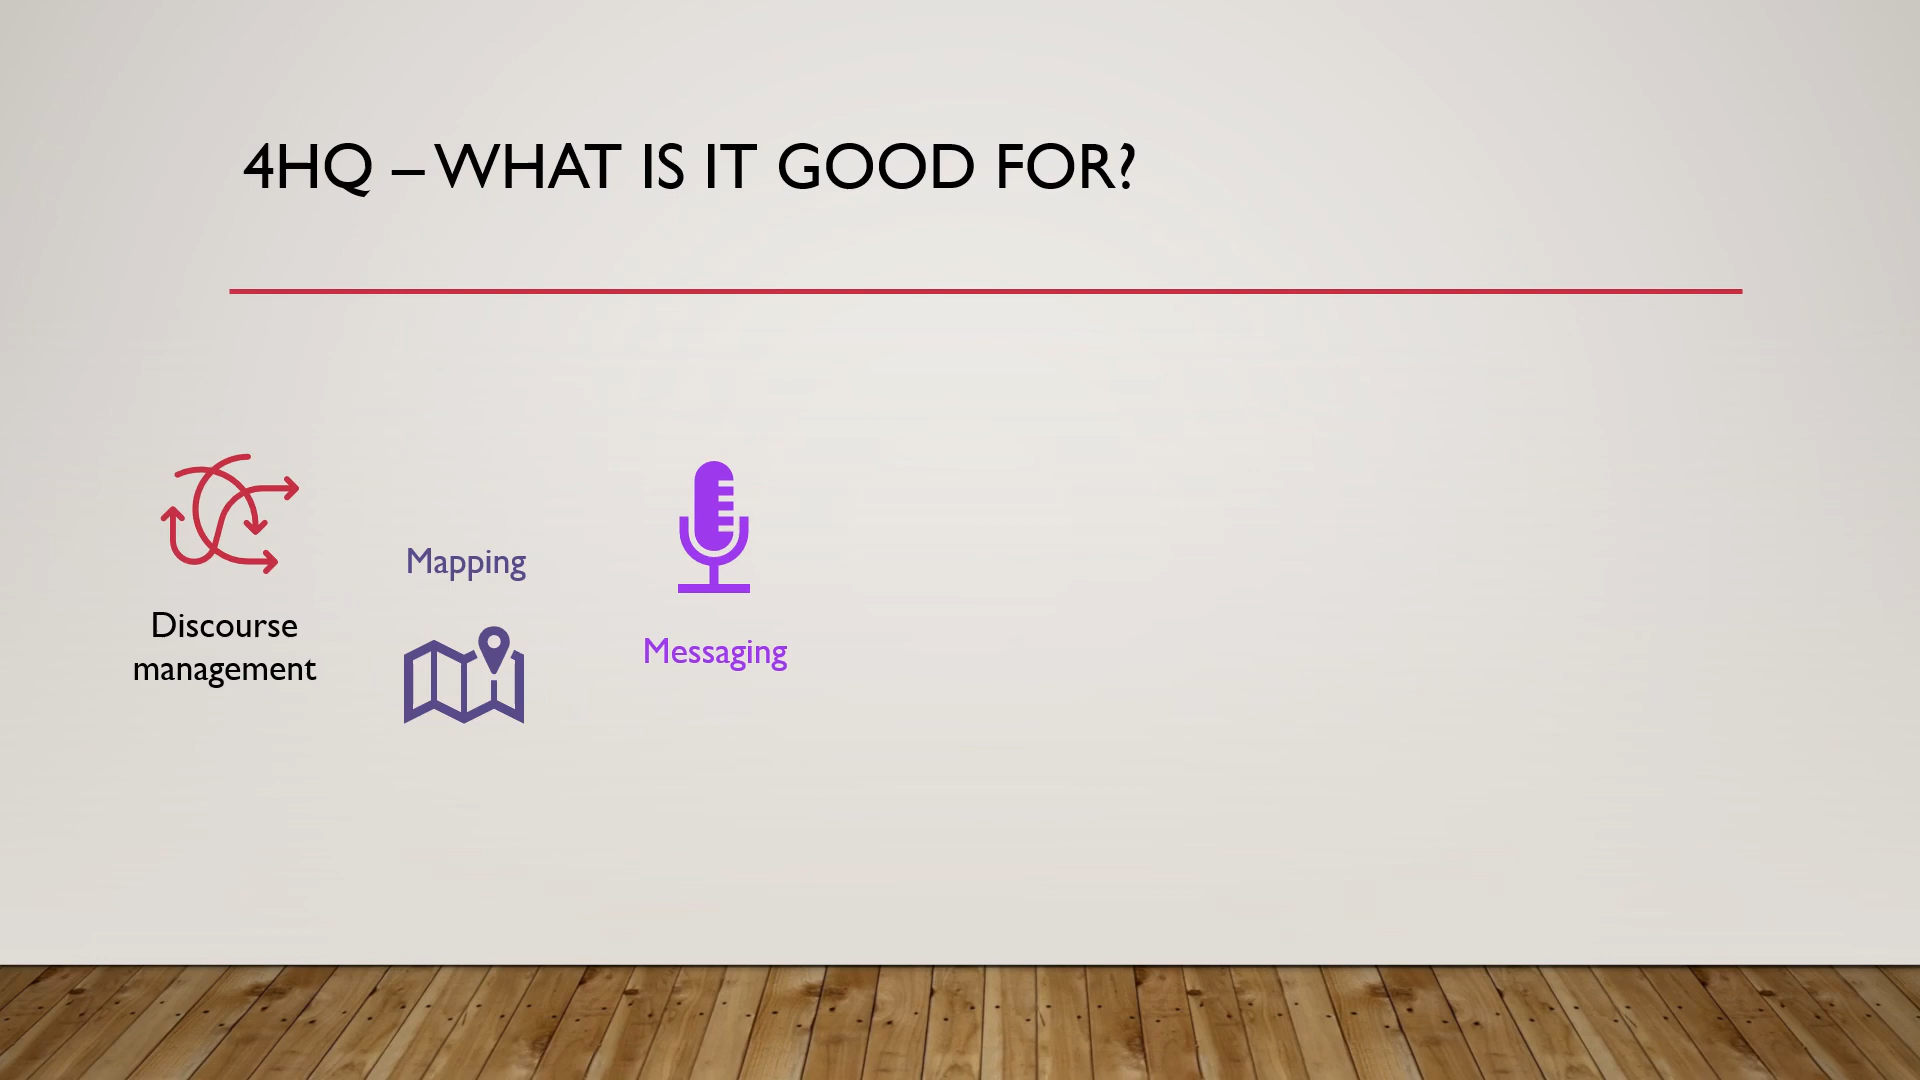 4HQ – WHAT IS IT GOOD FOR?
Discourse
management
Mapping
Messaging